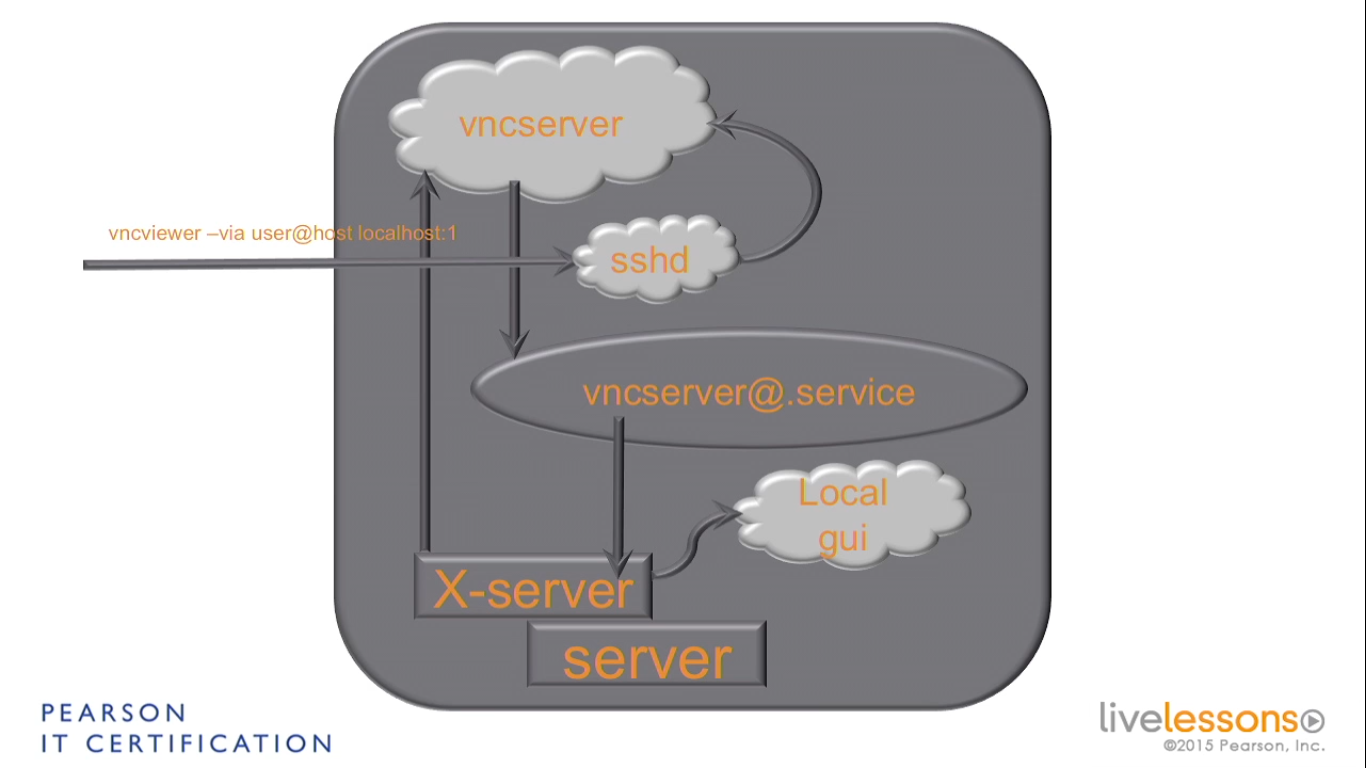 vncserver
vncviewer –via user@host localhost:1
sshd
vncserver@.service
Local
gui
X-server
server
PEARSON
IT CERTIFICATION
livelessons
©2015 Pearson, Inc.